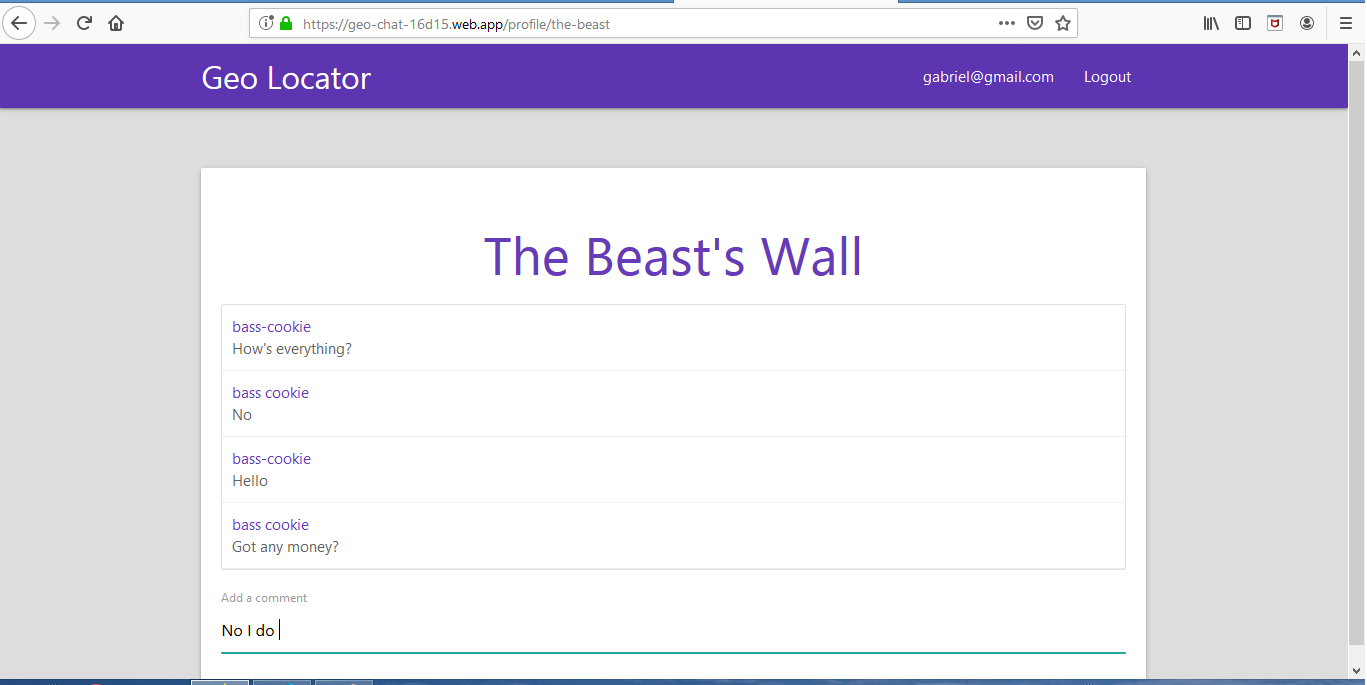 https://geo-chat-16d15.web.app/profile/the-beast
Geo Locator
gabriel@gmail.com
Logout
The Beast's Wall
bass-cookie
How's everything?
bass cookie
No
bass-cookie
Hello
bass cookie
Got any money?
Add a comment
No I do